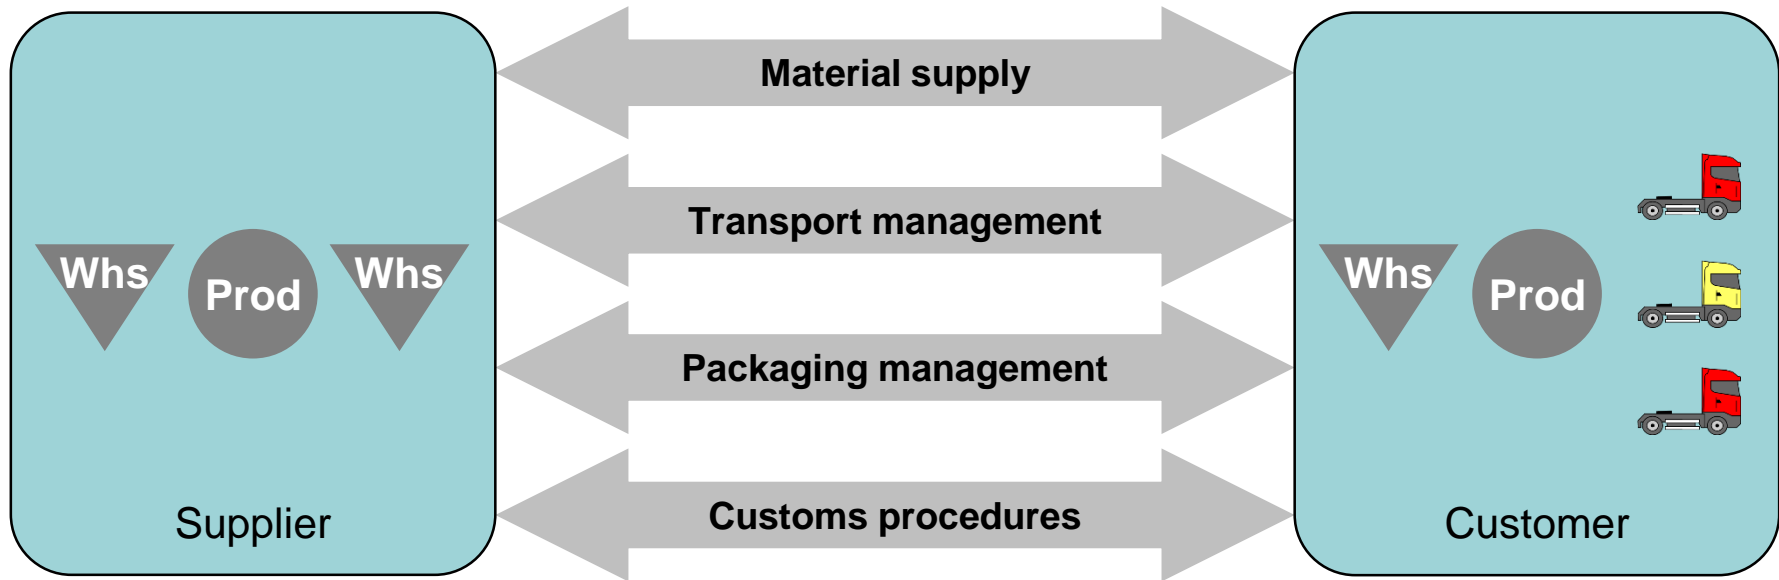 Material supply
Transport management
Packaging management
Customs procedures
Whs
Prod
Whs
Supplier
Whs
Prod
Customer